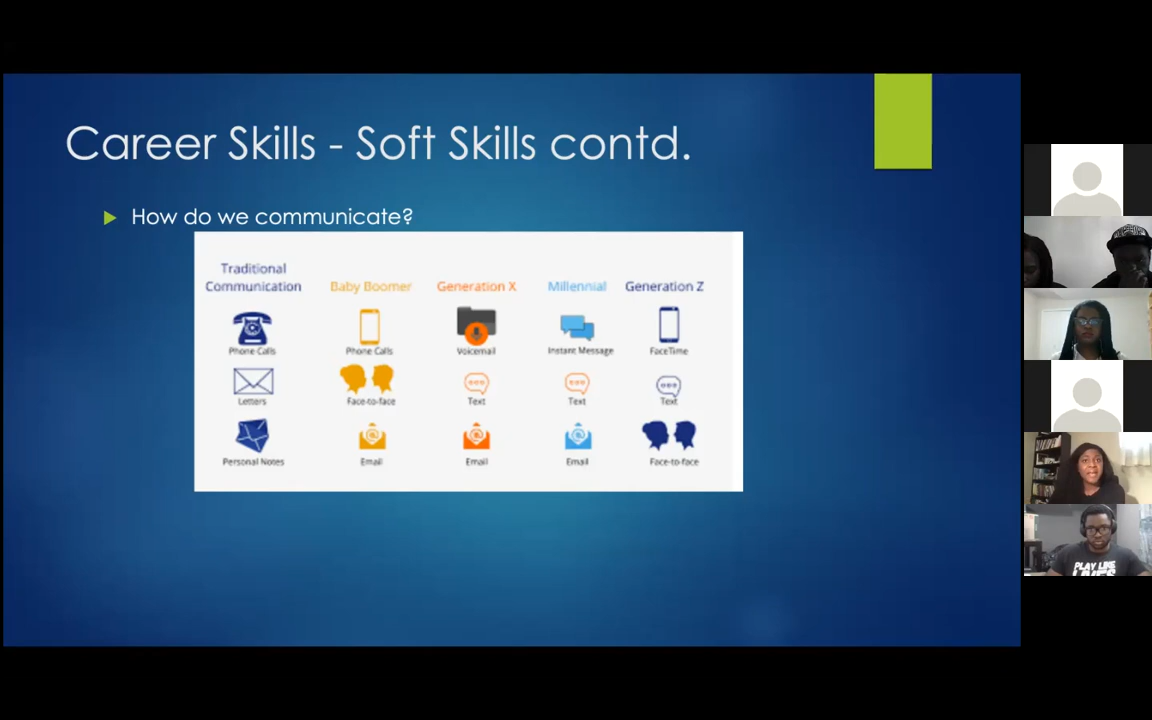 Career Skills - Soft Skills contd.
How do we communicate?
Traditional
Communication Baby Boomer Generation X Millennial Generation Z
Phone Calls Phone Calls Voicemail Instant Message FaceTime
Letters Face-to-face Text Text Text
Personal Notes Email Email Email Face-to-face
PLAY LIKE